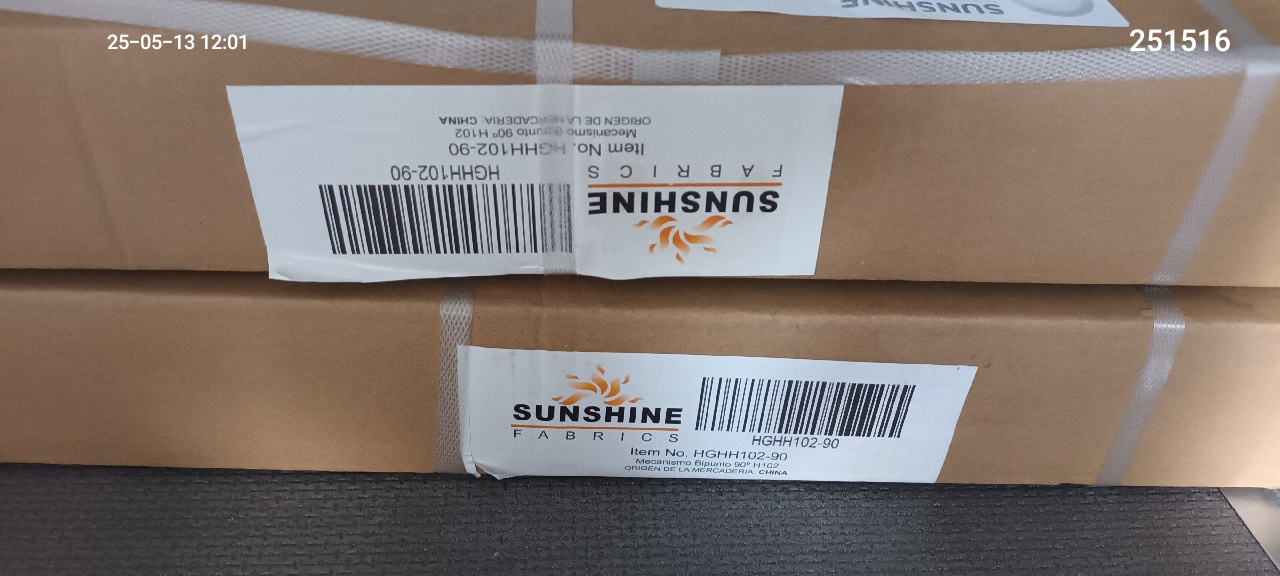 25-05-13 12:01
251516
SUNSHINE
ORIGEN DE LA MERCADERIA: CHINA
Mecanismo Bipunto 90º H102
Item No. HGHH102-90
HGHH102-90
FABRICS
SUNSHINE
SUNSHINE
FABRICS
HGHH102-90
Item No. HGHH102-90
Mecanismo Bipunto 90º H102
ORIGEN DE LA MERCADERIA: CHINA